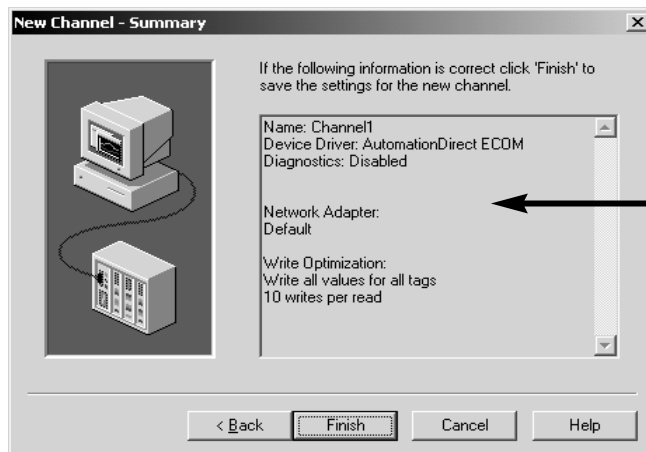 New Channel - Summary
If the following information is correct click 'Finish' to
save the settings for the new channel.
Name: Channel1
Device Driver: AutomationDirect ECOM
Diagnostics: Disabled
Network Adapter:
Default
Write Optimization:
Write all values for all tags
10 writes per read
< Back
Finish
Cancel
Help